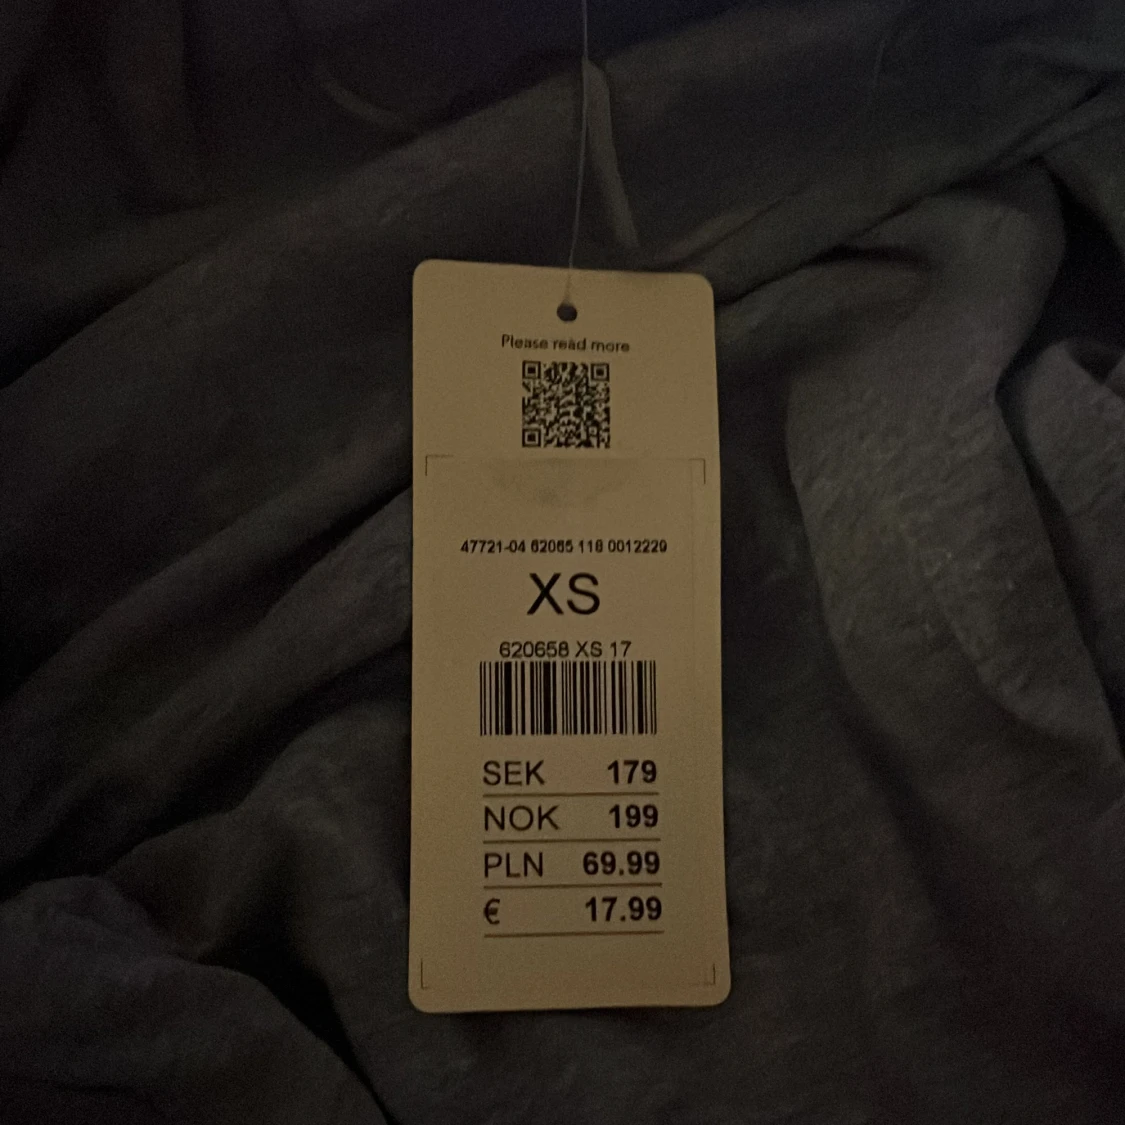 Please read more
47721-04 62065 118 0012229
XS
620658 XS 17
SEK 179
NOK 199
PLN 69.99
€ 17.99